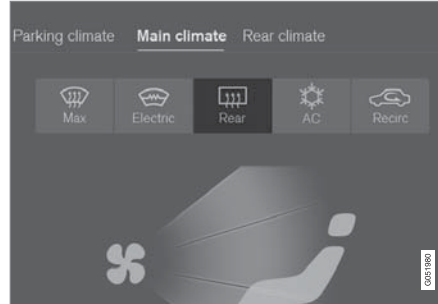 Parking climate Main climate Rear climate
Max Electric Rear AC Recirc
G051980